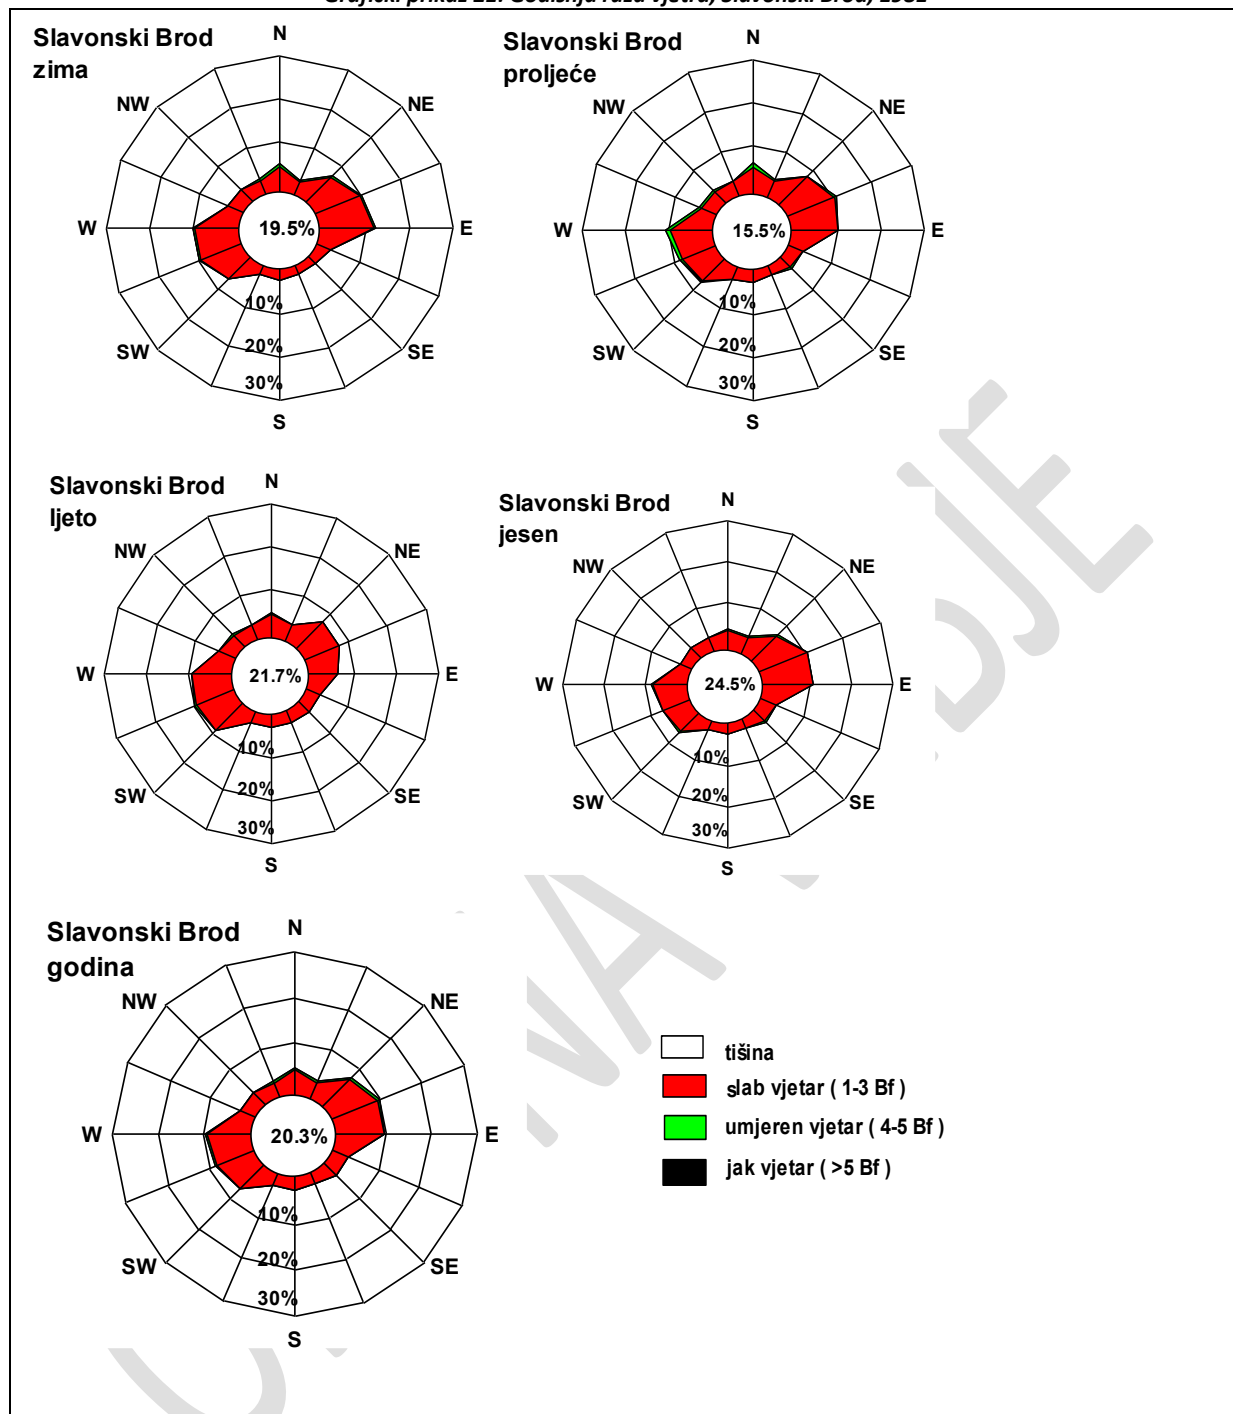 Slavonski Brod
zima
N
NE
E
SE
S
SW
W
NW
19.5%
10%
20%
30%
Slavonski Brod
proljeće
N
NE
E
SE
S
SW
W
NW
15.5%
10%
20%
30%
Slavonski Brod
ljeto
N
NE
E
SE
S
SW
W
NW
21.7%
10%
20%
30%
Slavonski Brod
jesen
N
NE
E
SE
S
SW
W
NW
24.5%
10%
20%
30%
Slavonski Brod
godina
N
NE
E
SE
S
SW
W
NW
20.3%
10%
20%
30%
tišina
slab vjetar ( 1-3 Bf )
umjeren vjetar ( 4-5 Bf )
jak vjetar ( >5 Bf )